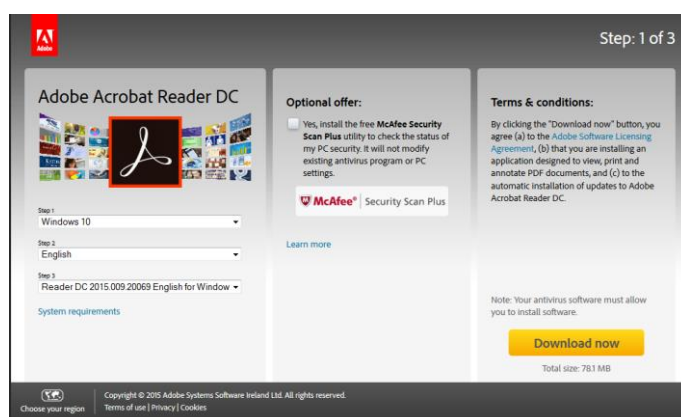 Adobe
Step: 1 of 3
Adobe Acrobat Reader DC
Step 1
Windows 10
Step 2
English
Step 3
Reader DC 2015.009.20069 English for Window
System requirements
Optional offer:
Yes, install the free McAfee Security
Scan Plus utility to check the status of
my PC security. It will not modify
existing antivirus program or PC
settings.
McAfee® Security Scan Plus
Learn more
Terms & conditions:
By clicking the "Download now" button, you
agree (a) to the Adobe Software Licensing
Agreement, (b) that you are installing an
application designed to view, print and
annotate PDF documents, and (c) to the
automatic installation of updates to Adobe
Acrobat Reader DC.
Note: Your antivirus software must allow
you to install software.
Download now
Total size: 78.1 MB
Choose your region
Copyright © 2015 Adobe Systems Software Ireland Ltd. All rights reserved.
Terms of use | Privacy | Cookies